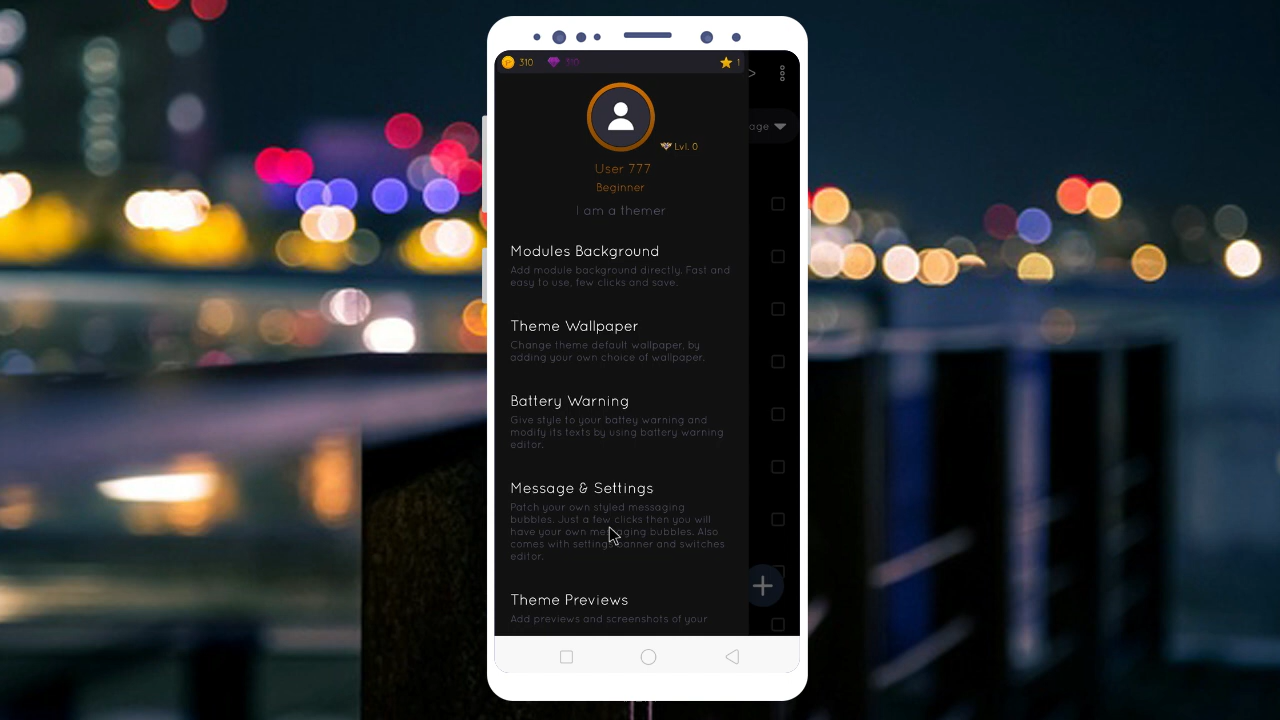 310 310 1
age
Lvl. 0
User 777
Beginner
I am a themer
Modules Background
Add module background directly. Fast and
easy to use, few clicks and save.
Theme Wallpaper
Change theme default wallpaper, by
adding your own choice of wallpaper.
Battery Warning
Give style to your battey warning and
modify its texts by using battery warning
editor.
Message & Settings
Patch your own styled messaging
bubbles. Just a few clicks then you will
have your own messaging bubbles. Also
comes with settings banner and switches
editor.
Theme Previews
Add previews and screenshots of your